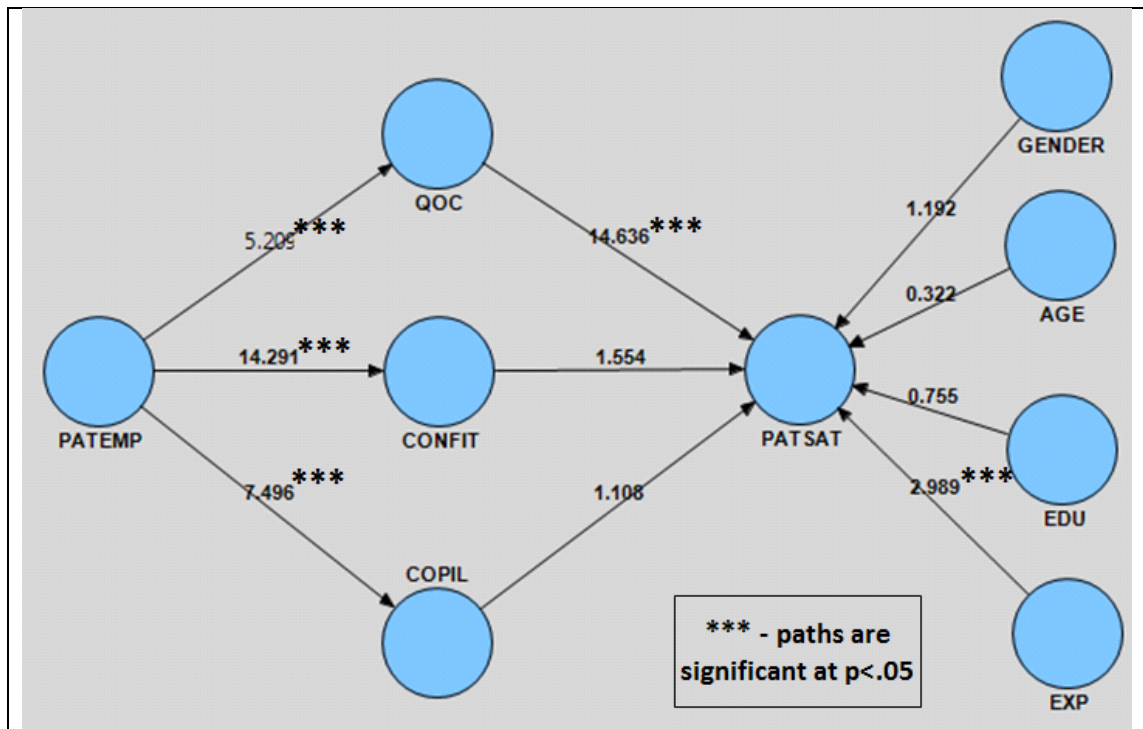 GENDER
1.192
QOC
5.209***
14.636***
0.322
AGE
14.291***
1.554
0.755
PATEMP
CONFIT
PATSAT
7.496***
1.108
2.989***
EDU
COPIL
*** - paths are
significant at p<.05
EXP